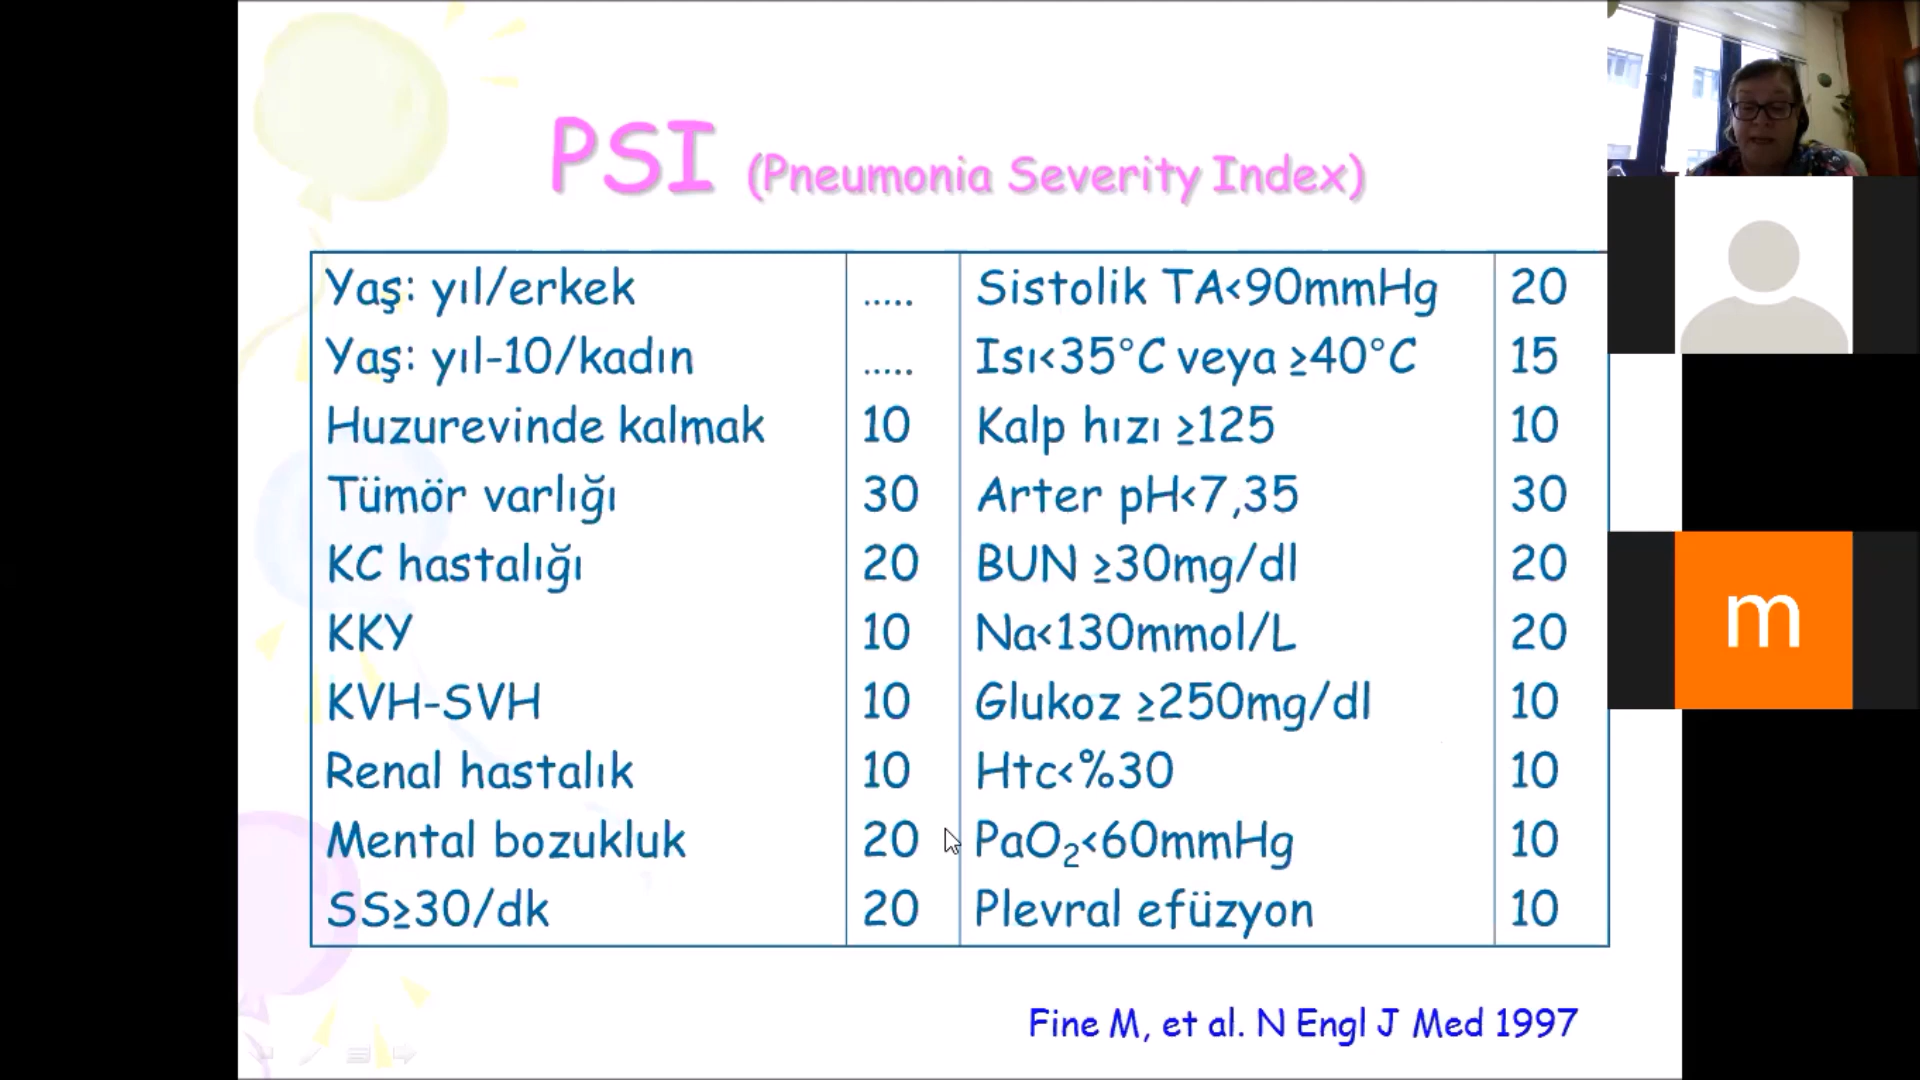 PSI (Pneumonia Severity Index)
Yaş: yıl/erkek ..... Sistolik TA<90mmHg 20
Yaş: yıl-10/kadın ..... Isı<35°C veya ≥40°C 15
Huzurevinde kalmak 10 Kalp hızı ≥125 10
Tümör varlığı 30 Arter pH<7,35 30
KC hastalığı 20 BUN ≥30mg/dl 20
KKY 10 Na<130mmol/L 20
KVH-SVH 10 Glukoz ≥250mg/dl 10
Renal hastalık 10 Htc<%30 10
Mental bozukluk 20 PaO₂<60mmHg 10
SS≥30/dk 20 Plevral efüzyon 10
Fine M, et al. N Engl J Med 1997
m